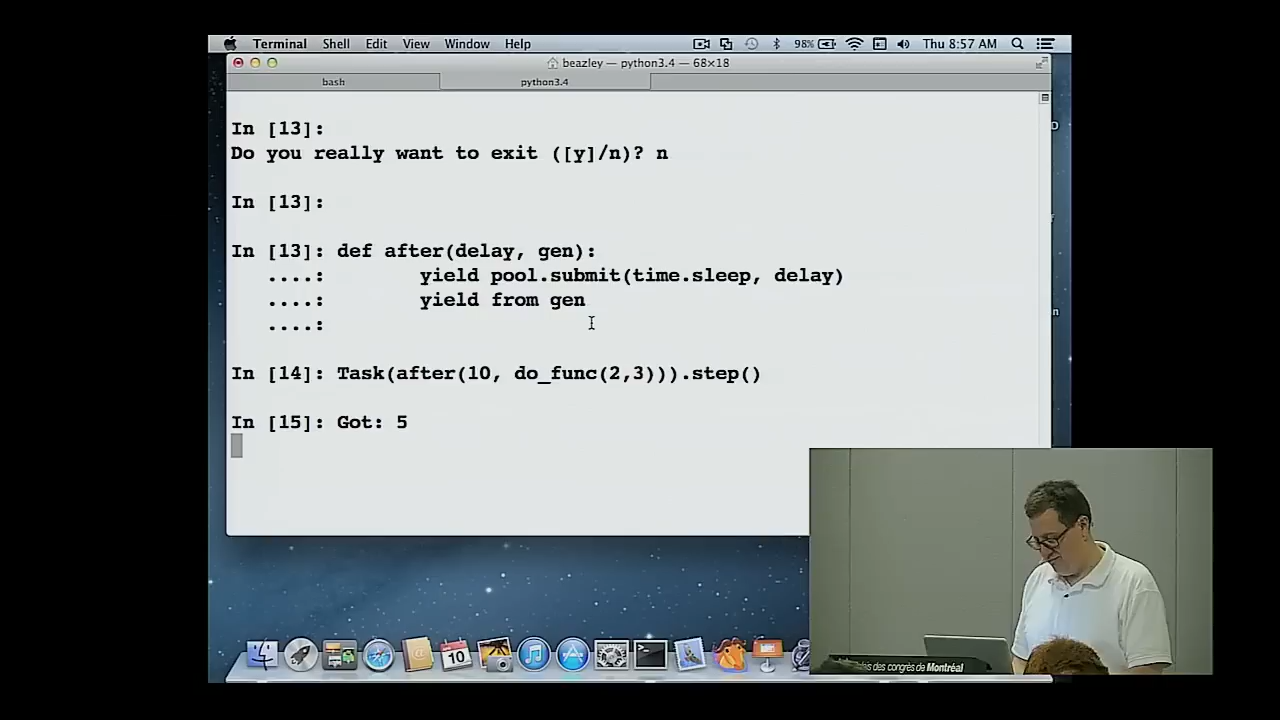 Terminal Shell Edit View Window Help 98% Thu 8:57 AM
beazley — python3.4 — 68×18
bash python3.4
In [13]:
Do you really want to exit ([y]/n)? n
In [13]:
In [13]: def after(delay, gen):
....: yield pool.submit(time.sleep, delay)
....: yield from gen
....:
In [14]: Task(after(10, do_func(2,3))).step()
In [15]: Got: 5
10
des congrès de Montréal